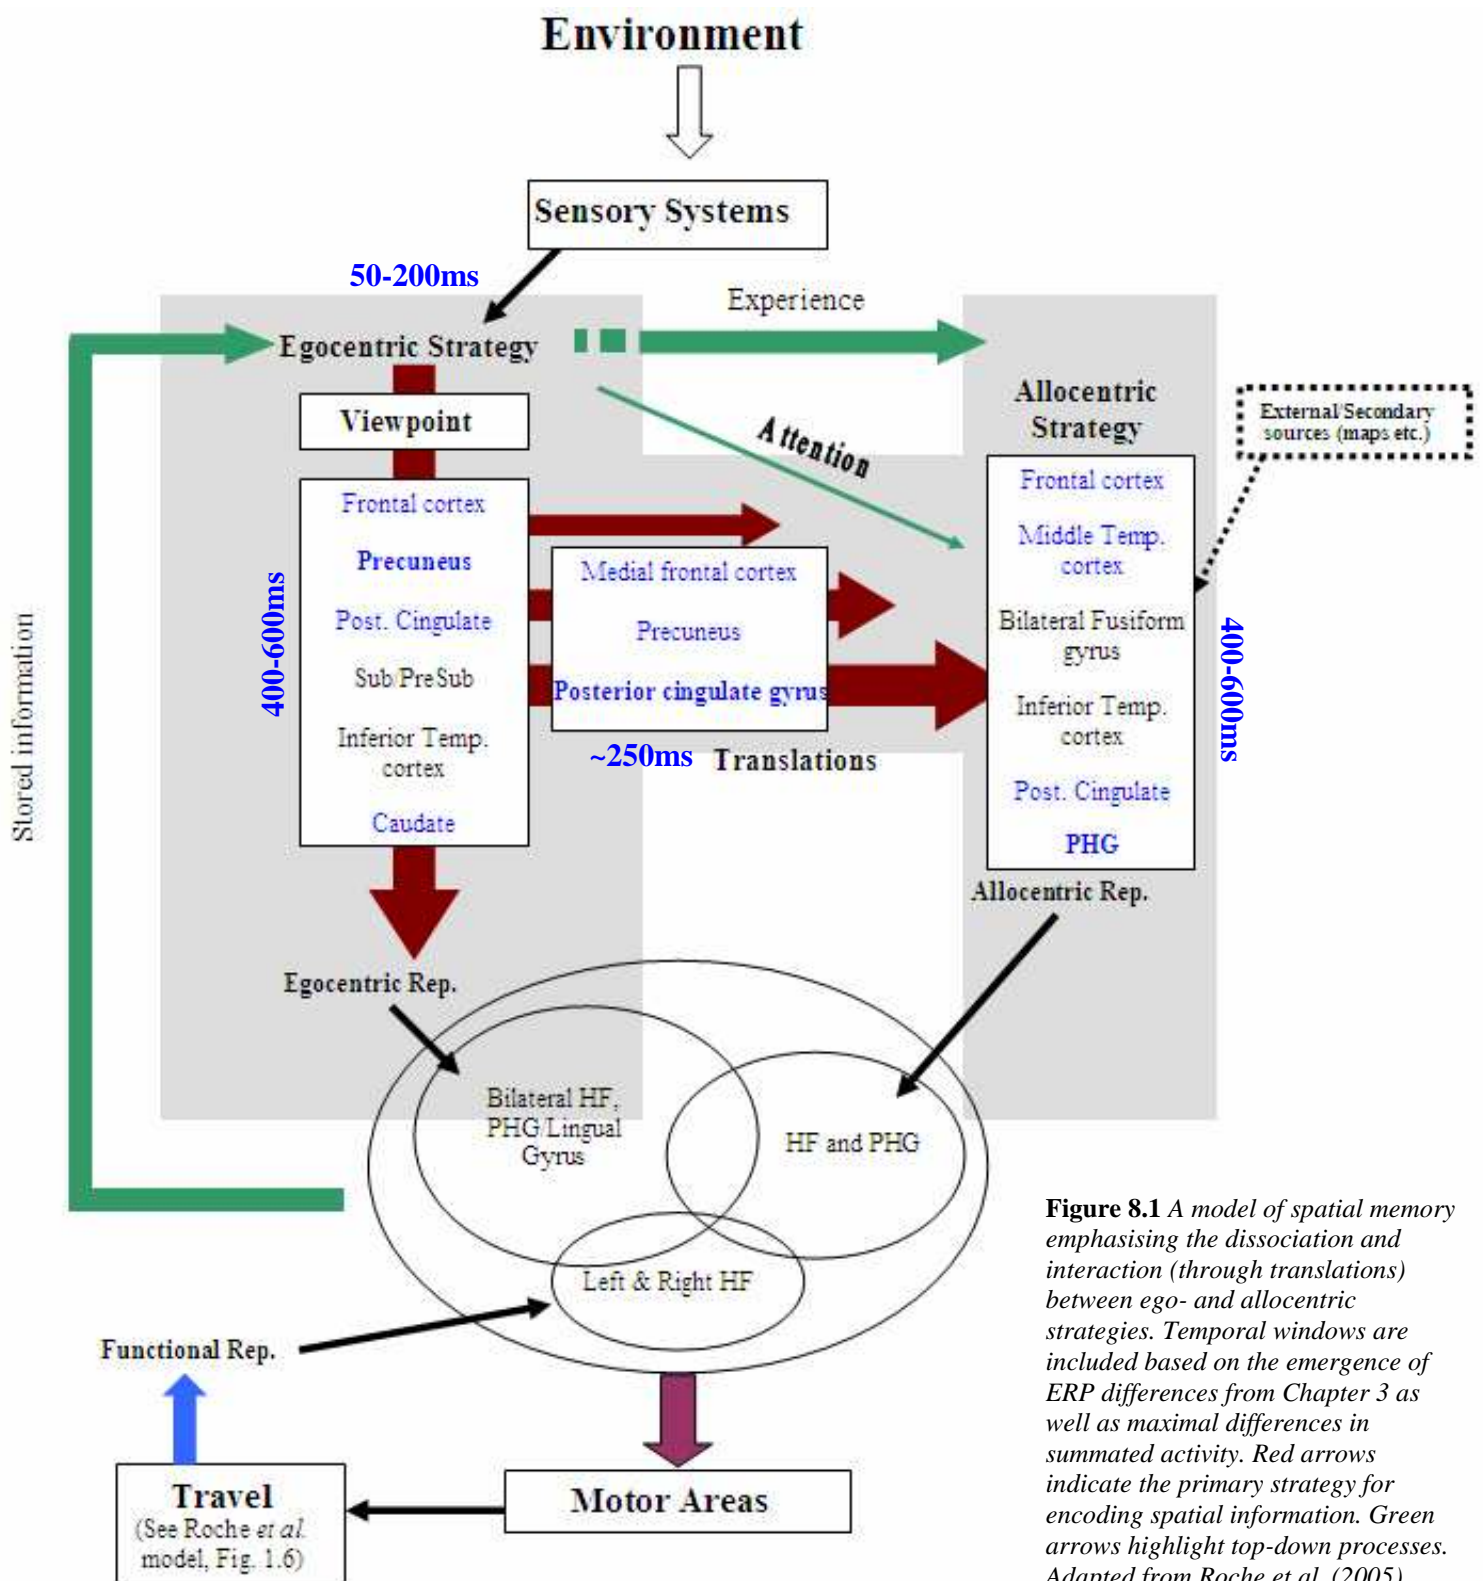 Environment
Sensory Systems
50-200ms
Experience
Egocentric Strategy
Viewpoint
Attention
Allocentric
Strategy
External/Secondary
sources (maps etc.)
Frontal cortex
Precuneus
Post. Cingulate
Sub/PreSub
Inferior Temp.
cortex
Caudate
400-600ms
Stored information
Medial frontal cortex
Precuneus
Posterior cingulate gyrus
~250ms
Translations
Frontal cortex
Middle Temp.
cortex
Bilateral Fusiform
gyrus
Inferior Temp.
cortex
Post. Cingulate
PHG
400-600ms
Allocentric Rep.
Egocentric Rep.
Bilateral HF,
PHG/Lingual
Gyrus
HF and PHG
Left & Right HF
Functional Rep.
Motor Areas
Travel
(See Roche et al.
model, Fig. 1.6)
Figure 8.1 A model of spatial memory
emphasising the dissociation and
interaction (through translations)
between ego- and allocentric
strategies. Temporal windows are
included based on the emergence of
ERP differences from Chapter 3 as
well as maximal differences in
summated activity. Red arrows
indicate the primary strategy for
encoding spatial information. Green
arrows highlight top-down processes.
Adapted from Roche et al. (2005)